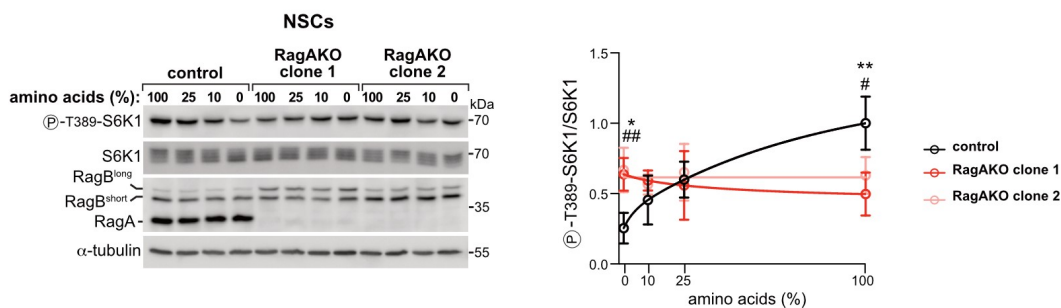 NSCs
control
RagAKO
clone 1
RagAKO
clone 2
amino acids (%): 100 25 10 0 100 25 10 0 100 25 10 0 kDa
Ⓟ-T389-S6K1 -70
S6K1 -70
RagBlong
RagBshort
-35
RagA
α-tubulin -55
Ⓟ-T389-S6K1/S6K1
1.5
1.0
0.5
0.0
*
##
**
#
0 10 25 100
amino acids (%)
control
RagAKO clone 1
RagAKO clone 2